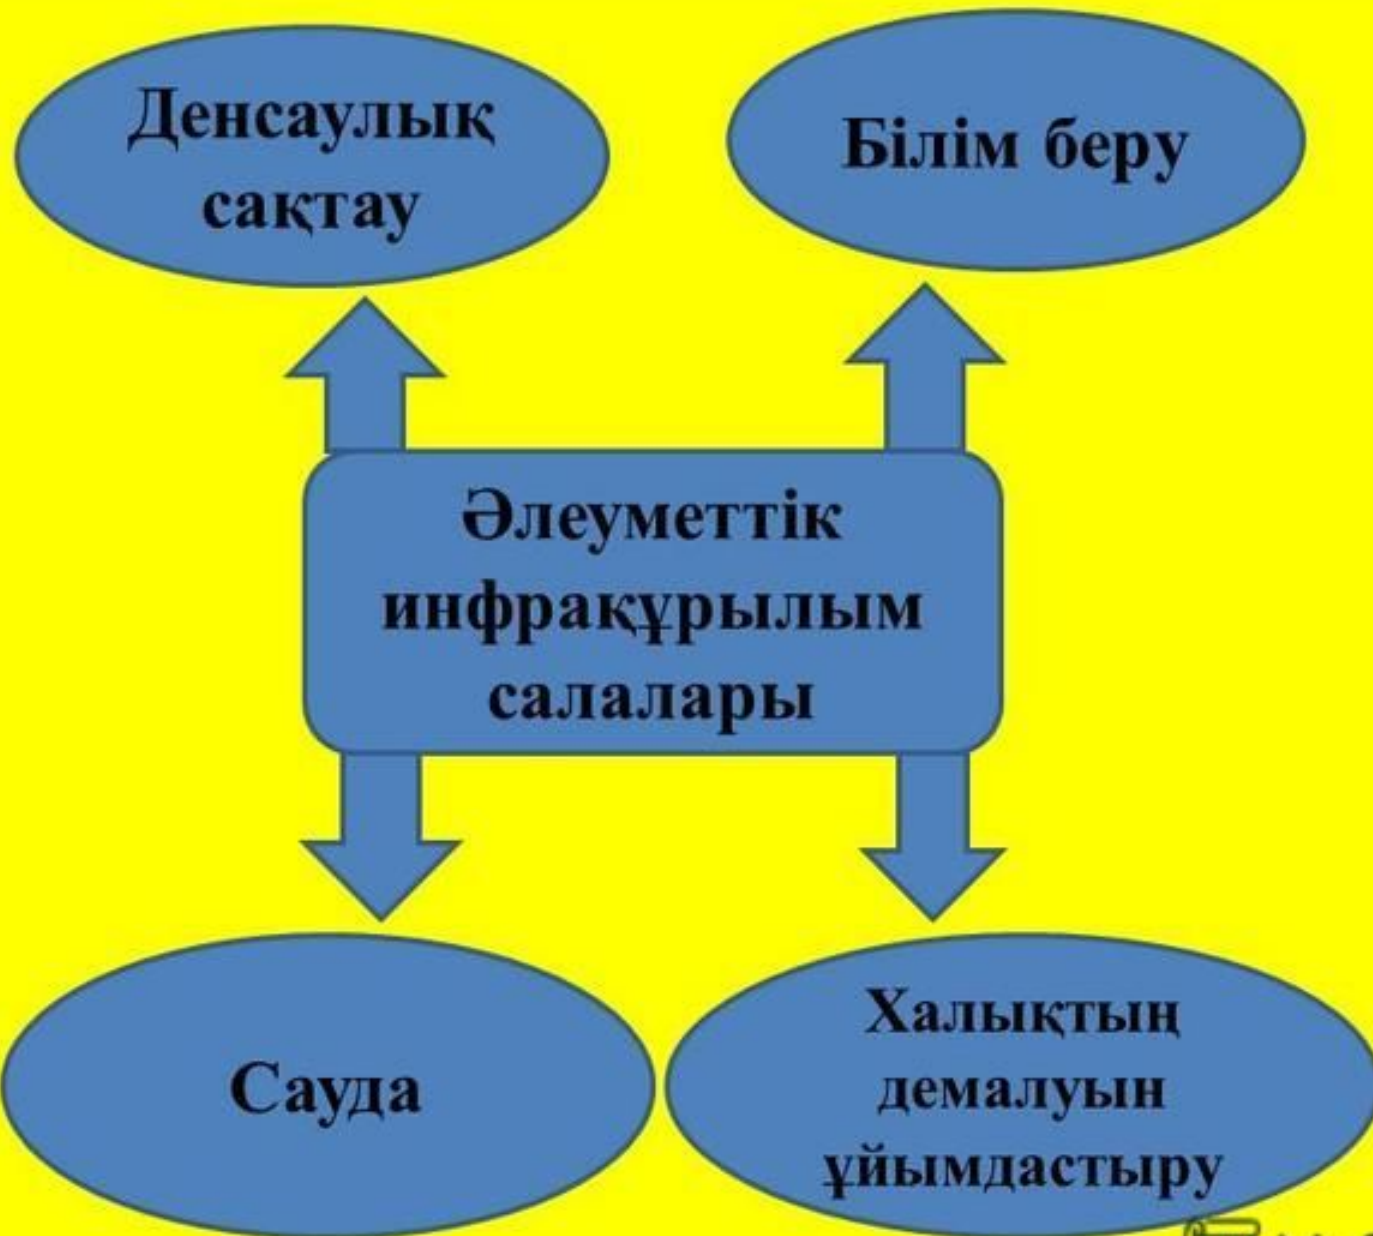 Денсаулық
сақтау
Білім беру
Әлеуметтік
инфрақұрылым
салалары
Сауда
Халықтың
демалуын
ұйымдастыру